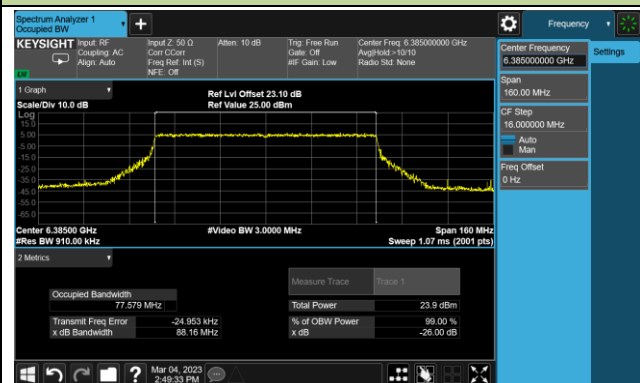 Spectrum Analyzer 1
Occupied BW
Frequency
KEYSIGHT
Input: RF
Coupling: AC
Align: Auto
Input Z: 50 Ω
Corr CCorr
Freq Ref: Int (S)
NFE: Off
Atten: 10 dB
Trig: Free Run
Gate: Off
#IF Gain: Low
Center Freq: 6.385000000 GHz
Avg|Hold:>10/10
Radio Std: None
Center Frequency
6.385000000 GHz
Settings
Span
160.00 MHz
CF Step
16.000000 MHz
Auto
Man
Freq Offset
0 Hz
1 Graph
Scale/Div 10.0 dB
Ref Lvl Offset 23.10 dB
Ref Value 25.00 dBm
Log
15.0
5.00
-5.00
-15.0
-25.0
-35.0
-45.0
-55.0
-65.0
Center 6.38500 GHz
#Video BW 3.0000 MHz
Span 160 MHz
#Res BW 910.00 kHz
Sweep 1.07 ms (2001 pts)
2 Metrics
Measure Trace
Trace 1
Occupied Bandwidth
77.579 MHz
Total Power
23.9 dBm
Transmit Freq Error
-24.953 kHz
% of OBW Power
99.00 %
x dB Bandwidth
88.16 MHz
x dB
-26.00 dB
?
Mar 04, 2023
2:49:33 PM